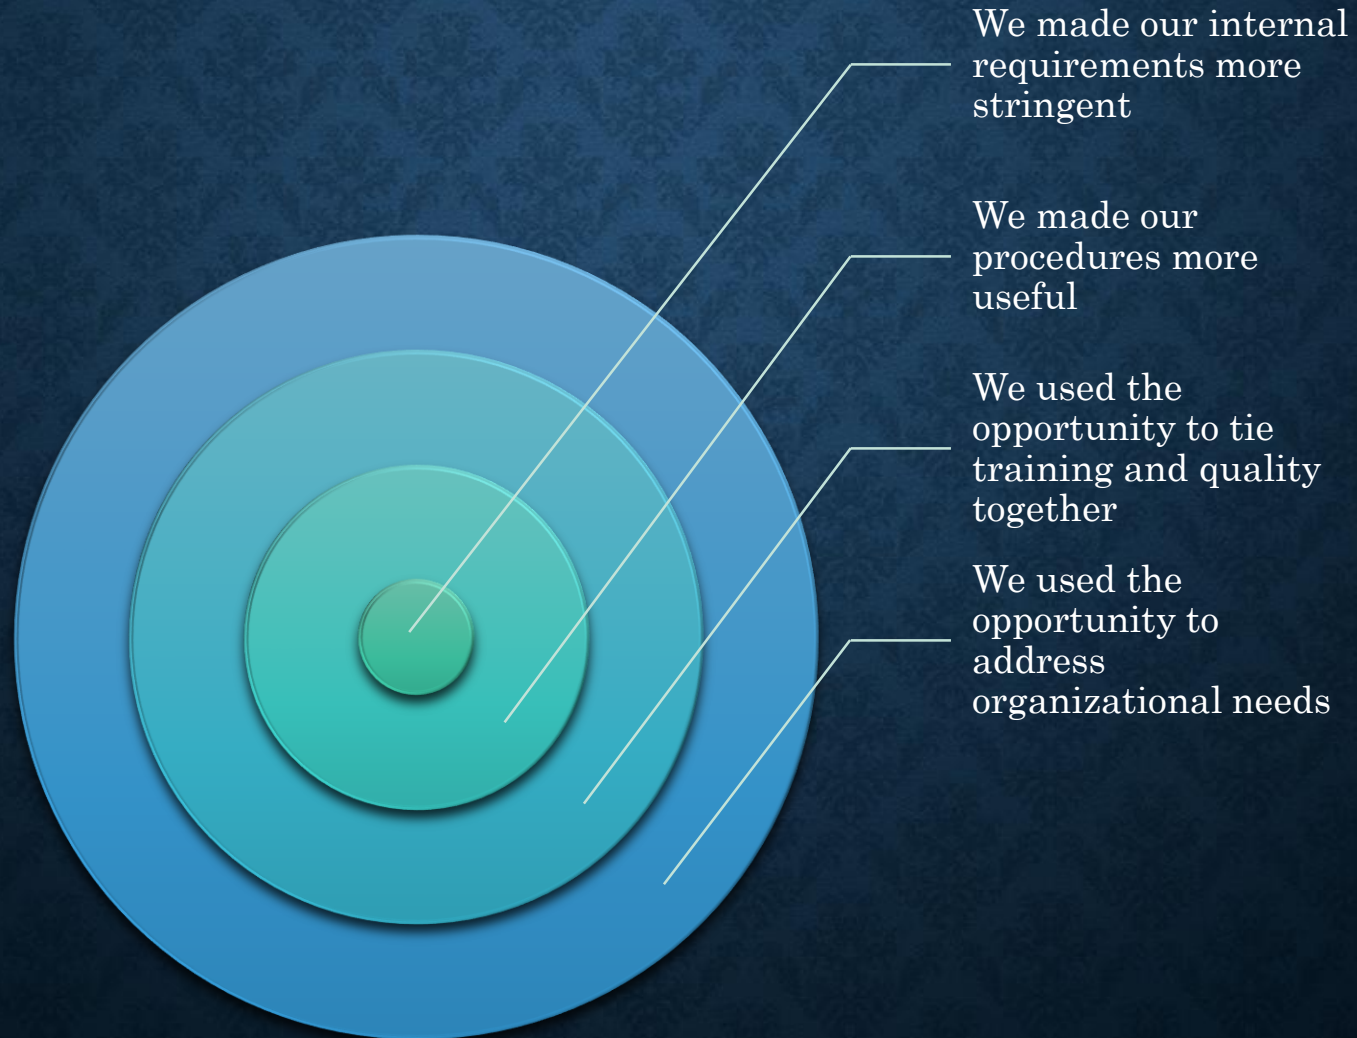 We made our internal
requirements more
stringent
We made our
procedures more
useful
We used the
opportunity to tie
training and quality
together
We used the
opportunity to
address
organizational needs